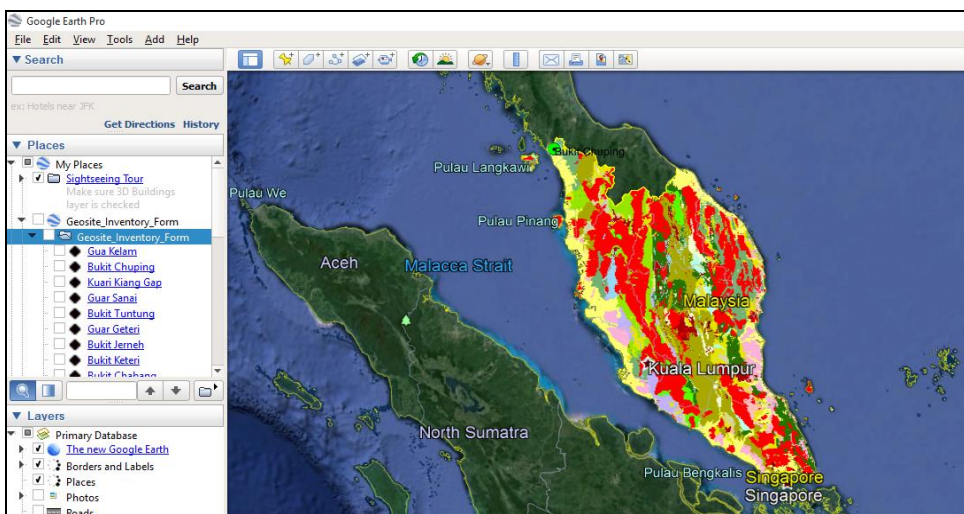 Google Earth Pro
File Edit View Tools Add Help
▼ Search
Search
ex: Hotels near JFK
Get Directions History
▼ Places
My Places
Sightseeing Tour
Make sure 3D Buildings
layer is checked
Geosite_Inventory_Form
Geosite_Inventory_Form
Gua Kelam
Bukit Chuping
Kuari Kiang Gap
Guar Sanai
Bukit Tuntung
Guar Geteri
Bukit Jerneh
Bukit Keteri
Bukit Chabang
▼ Layers
Primary Database
The new Google Earth
Borders and Labels
Places
Photos
Roads
Bukit Chuping
Pulau Langkawi
Pulau We
Pulau Pinang
Aceh
Malacca Strait
Malaysia
Kuala Lumpur
North Sumatra
Pulau Bengkalis
Singapore
Singapore